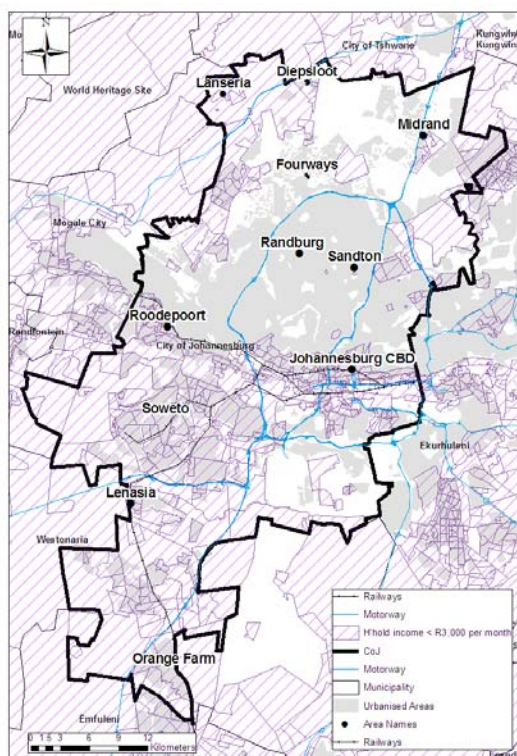 N
City of Tshwane
Kungwini
World Heritage Site
Diepsloot
Lanseria
Midrand
Fourways
Mogale City
Randburg
Sandton
Roodepoort
Randfontein
City of Johannesburg
Johannesburg CBD
Soweto
Ekurhuleni
Lenasia
Westonaria
Orange Farm
Emfuleni
0 1.5 3 6 9 12
Kilometers
Railways
Motorway
H'hold income < R3,000 per month
CoJ
Motorway
Municipality
Urbanised Areas
Area Names
Railways